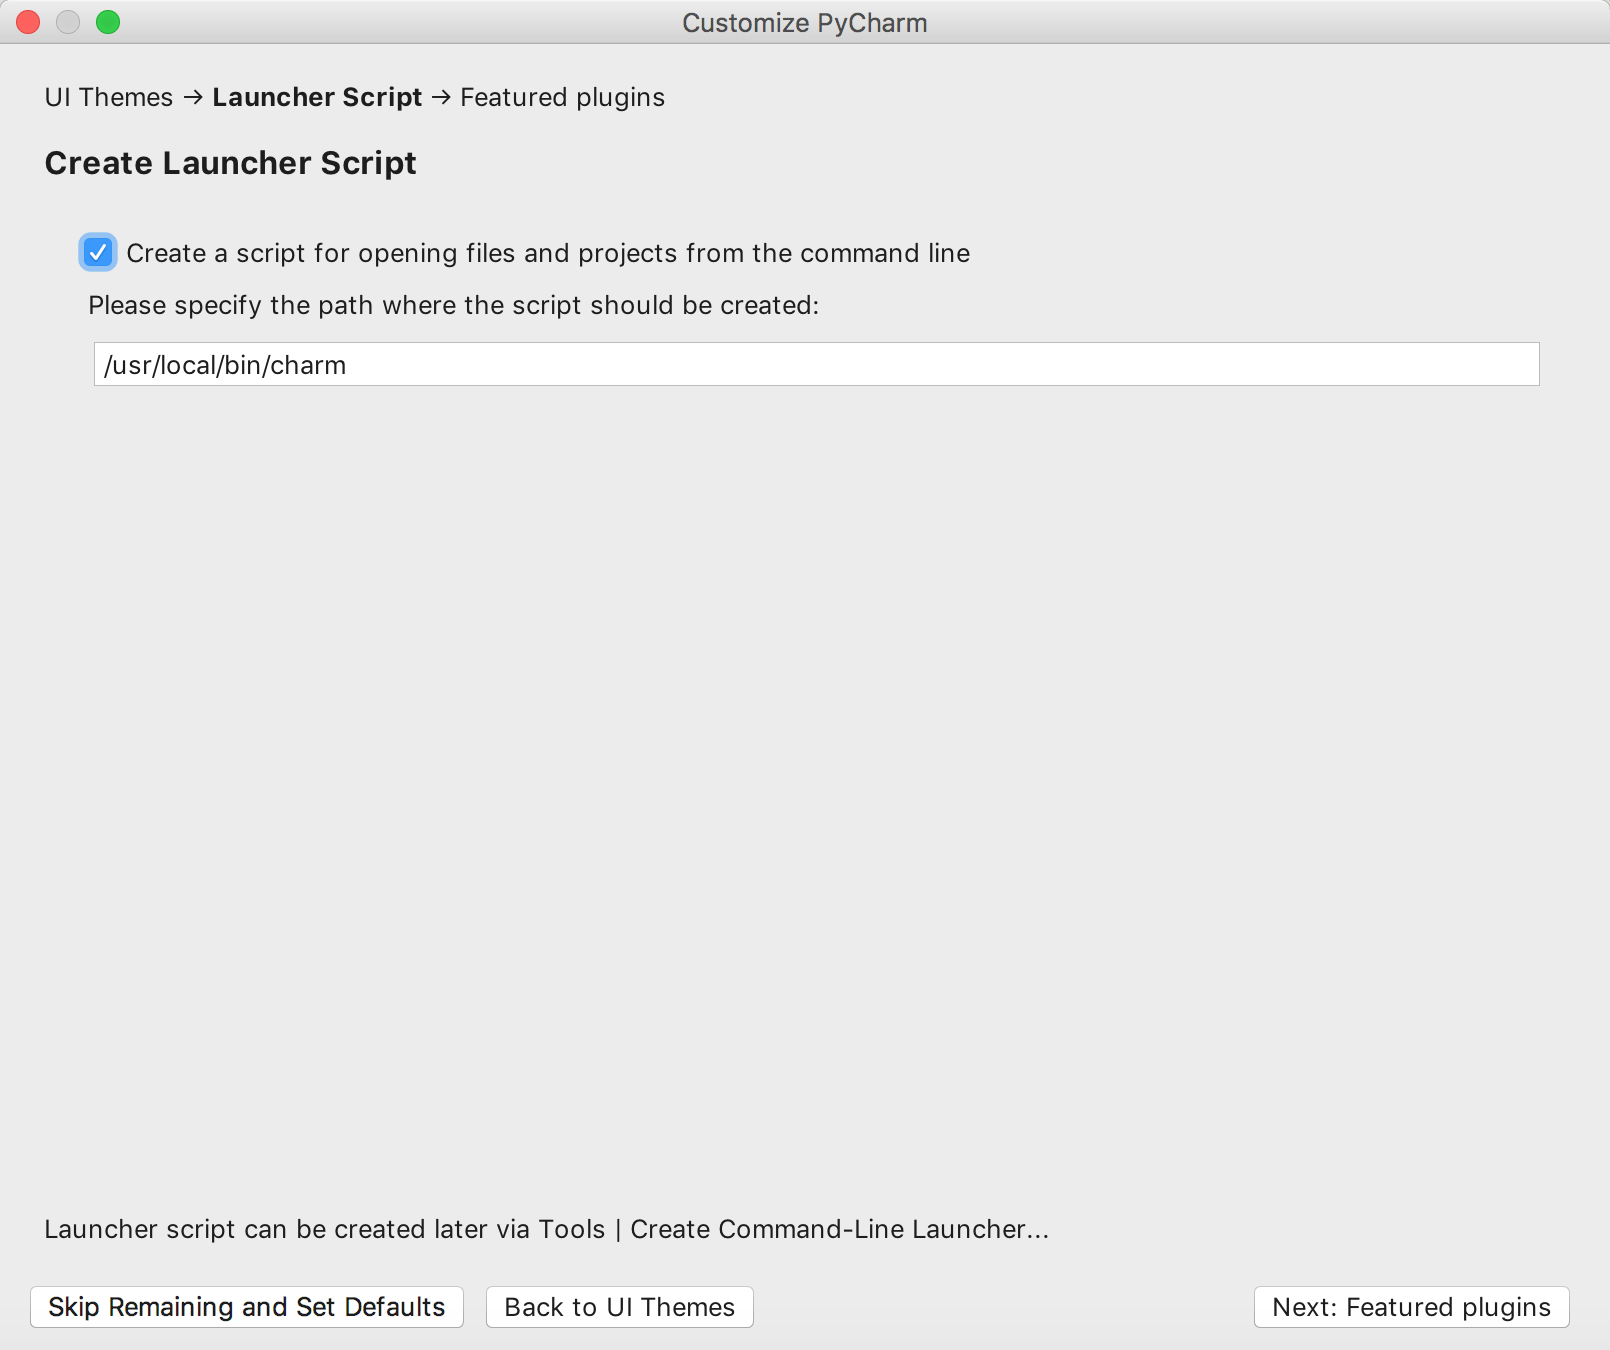 Customize PyCharm
UI Themes → Launcher Script → Featured plugins
Create Launcher Script
Create a script for opening files and projects from the command line
Please specify the path where the script should be created:
/usr/local/bin/charm
Launcher script can be created later via Tools | Create Command-Line Launcher...
Skip Remaining and Set Defaults
Back to UI Themes
Next: Featured plugins